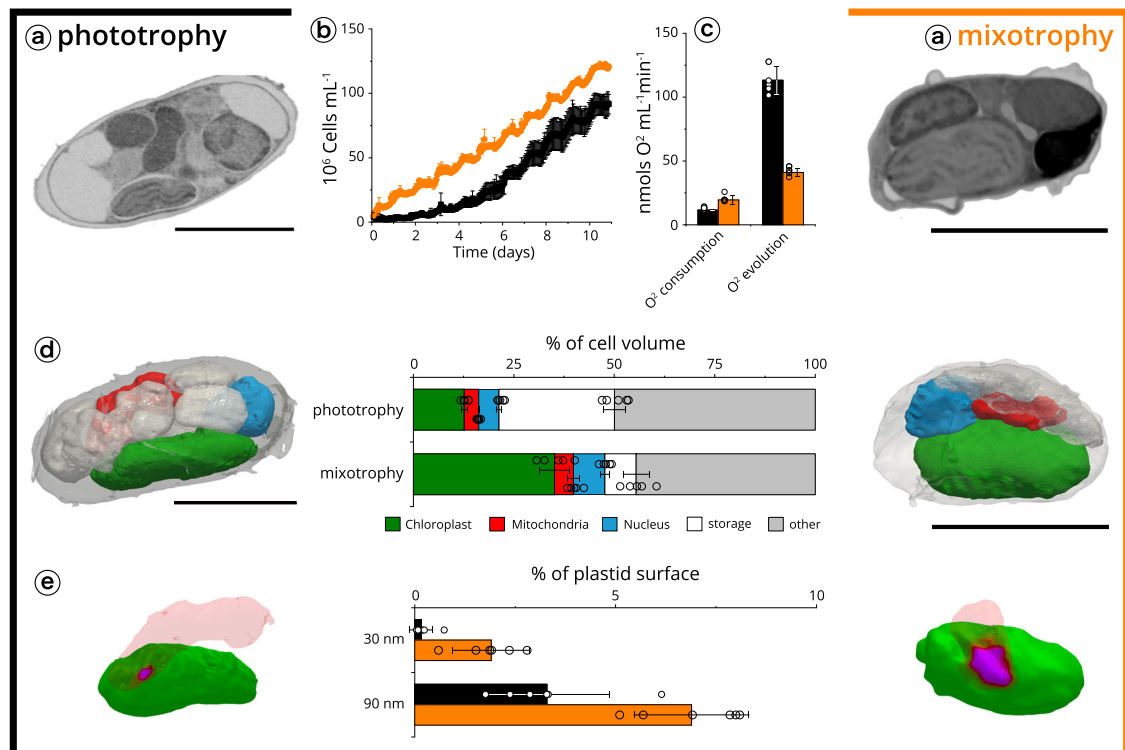 a phototrophy
b
c
a mixotrophy
150
100
50
0
10⁶ Cells mL⁻¹
0 2 4 6 8 10
Time (days)
150
100
50
0
nmols O² mL⁻¹min⁻¹
O² consumption
O² evolution
d
% of cell volume
0 25 50 75 100
phototrophy
mixotrophy
Chloroplast Mitochondria Nucleus storage other
e
% of plastid surface
0 5 10
30 nm
90 nm